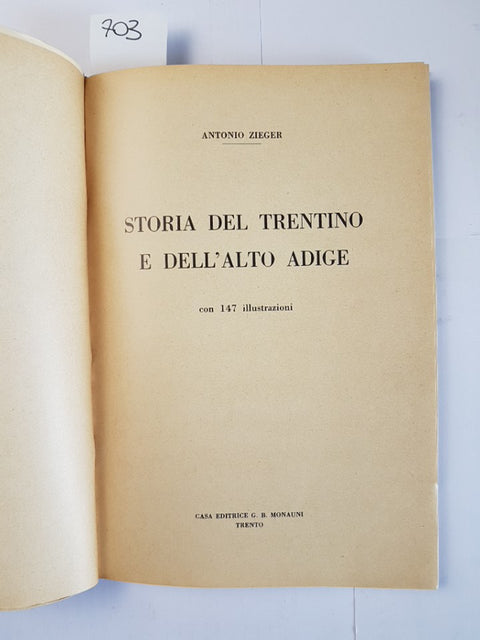 703
ANTONIO ZIEGER
STORIA DEL TRENTINO
E DELL'ALTO ADIGE
con 147 illustrazioni
CASA EDITRICE G. B. MONAUNI
TRENTO